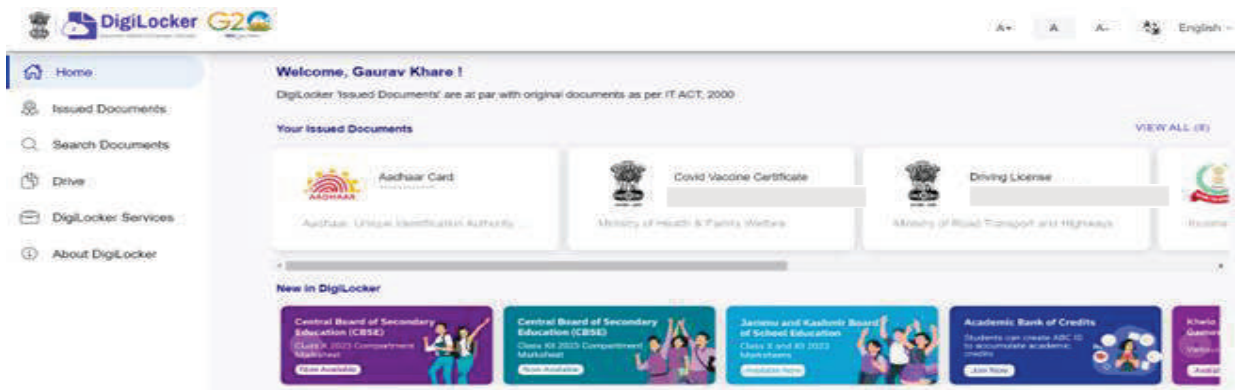 DigiLocker G20
A+ A A- English
Home
Issued Documents
Search Documents
Drive
DigiLocker Services
About DigiLocker
Welcome, Gaurav Khare !
DigiLocker 'Issued Documents' are at par with original documents as per IT ACT, 2000
Your Issued Documents
VIEW ALL (8)
AADHAAR
Aadhaar Card
Aadhaar, Unique Identification Authority ...
Covid Vaccine Certificate
Ministry of Health & Family Welfare
Driving License
Ministry of Road Transport and Highways
Income
New in DigiLocker
Central Board of Secondary
Education (CBSE)
Class X 2023 Compartment
Marksheet
Now Available
Central Board of Secondary
Education (CBSE)
Class XII 2023 Compartment
Marksheet
Now Available
Jammu and Kashmir Board
of School Education
Class X and XII 2023
Marksheets
Available Now
Academic Bank of Credits
Students can create ABC ID
to accumulate academic
credits
Join Now
Khelo
Games